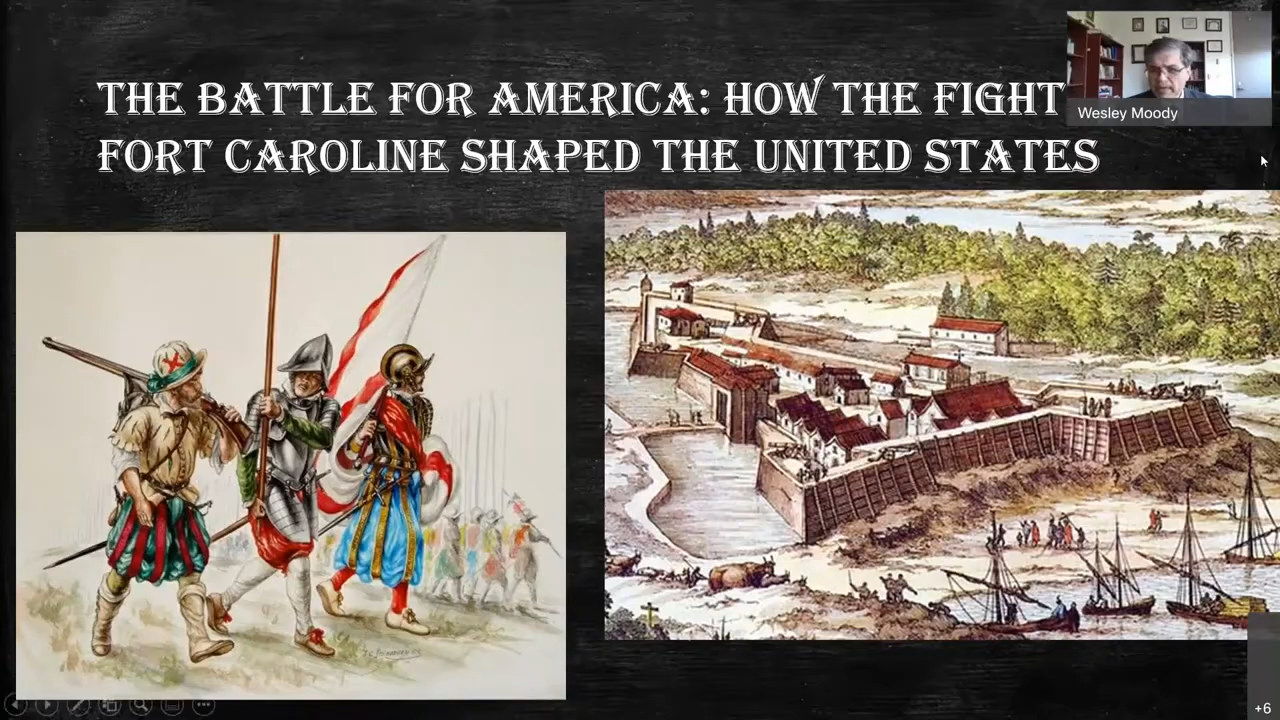 THE BATTLE FOR AMERICA: HOW THE FIGHT
FORT CAROLINE SHAPED THE UNITED STATES
Wesley Moody
+6